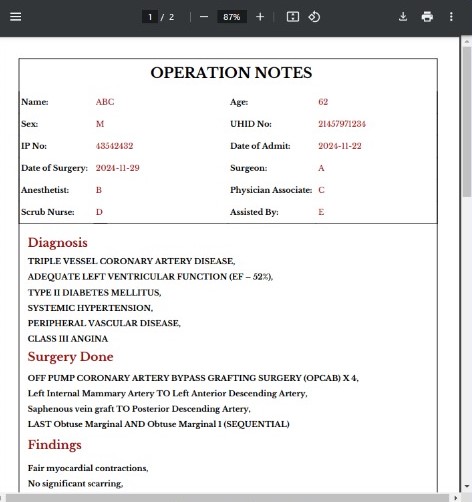 1 / 2 — 87% +
OPERATION NOTES
Name: ABC Age: 62
Sex: M UHID No: 21457971234
IP No: 43542432 Date of Admit: 2024-11-22
Date of Surgery: 2024-11-29 Surgeon: A
Anesthetist: B Physician Associate: C
Scrub Nurse: D Assisted By: E
Diagnosis
TRIPLE VESSEL CORONARY ARTERY DISEASE,
ADEQUATE LEFT VENTRICULAR FUNCTION (EF – 52%),
TYPE II DIABETES MELLITUS,
SYSTEMIC HYPERTENSION,
PERIPHERAL VASCULAR DISEASE,
CLASS III ANGINA
Surgery Done
OFF PUMP CORONARY ARTERY BYPASS GRAFTING SURGERY (OPCAB) X 4,
Left Internal Mammary Artery TO Left Anterior Descending Artery,
Saphenous vein graft TO Posterior Descending Artery,
LAST Obtuse Marginal AND Obtuse Marginal I (SEQUENTIAL)
Findings
Fair myocardial contractions,
No significant scarring,